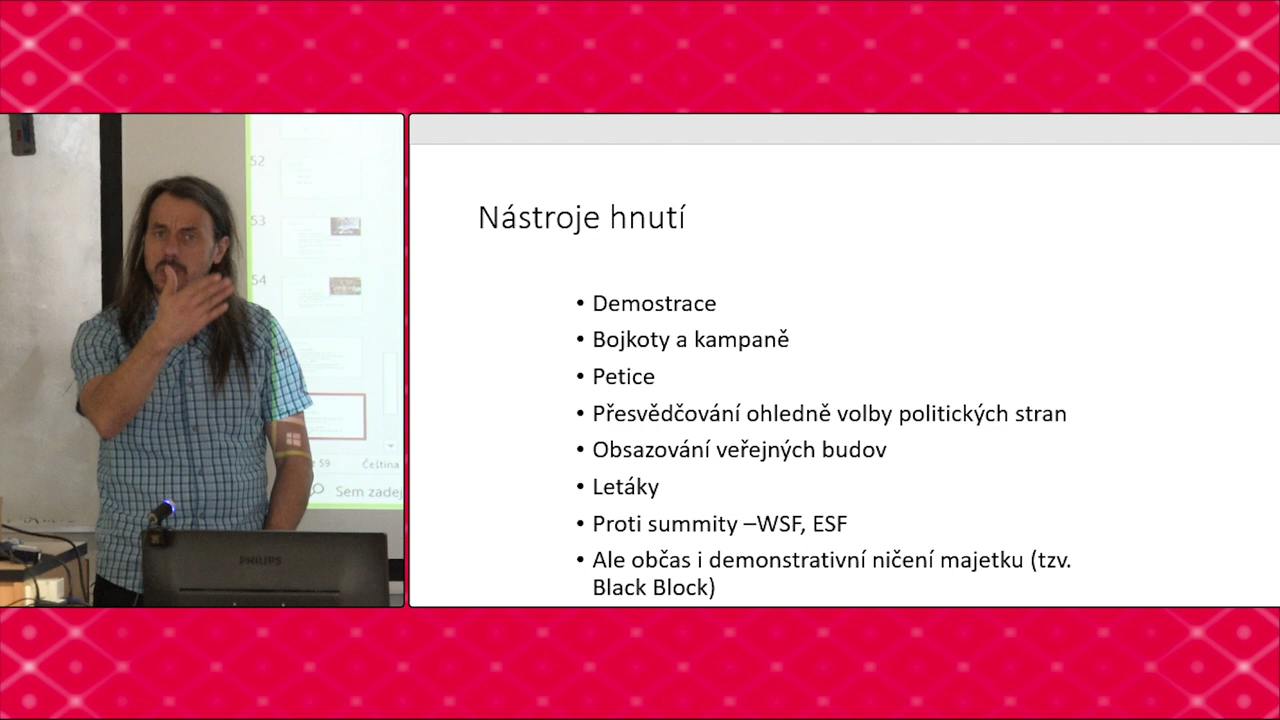 52
53
54
59
Čeština
Sem zadej
PHILIPS
Nástroje hnutí
• Demostrace
• Bojkoty a kampaně
• Petice
• Přesvědčování ohledně volby politických stran
• Obsazování veřejných budov
• Letáky
• Proti summity –WSF, ESF
• Ale občas i demonstrativní ničení majetku (tzv.
Black Block)